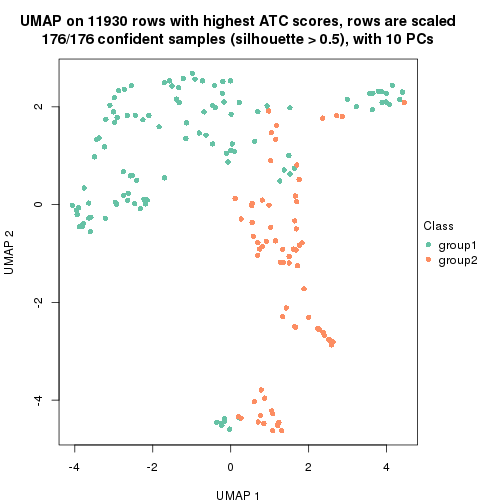 UMAP on 11930 rows with highest ATC scores, rows are scaled
176/176 confident samples (silhouette > 0.5), with 10 PCs
2
0
-2
-4
UMAP 2
-4
-2
0
2
4
UMAP 1
Class
group1
group2